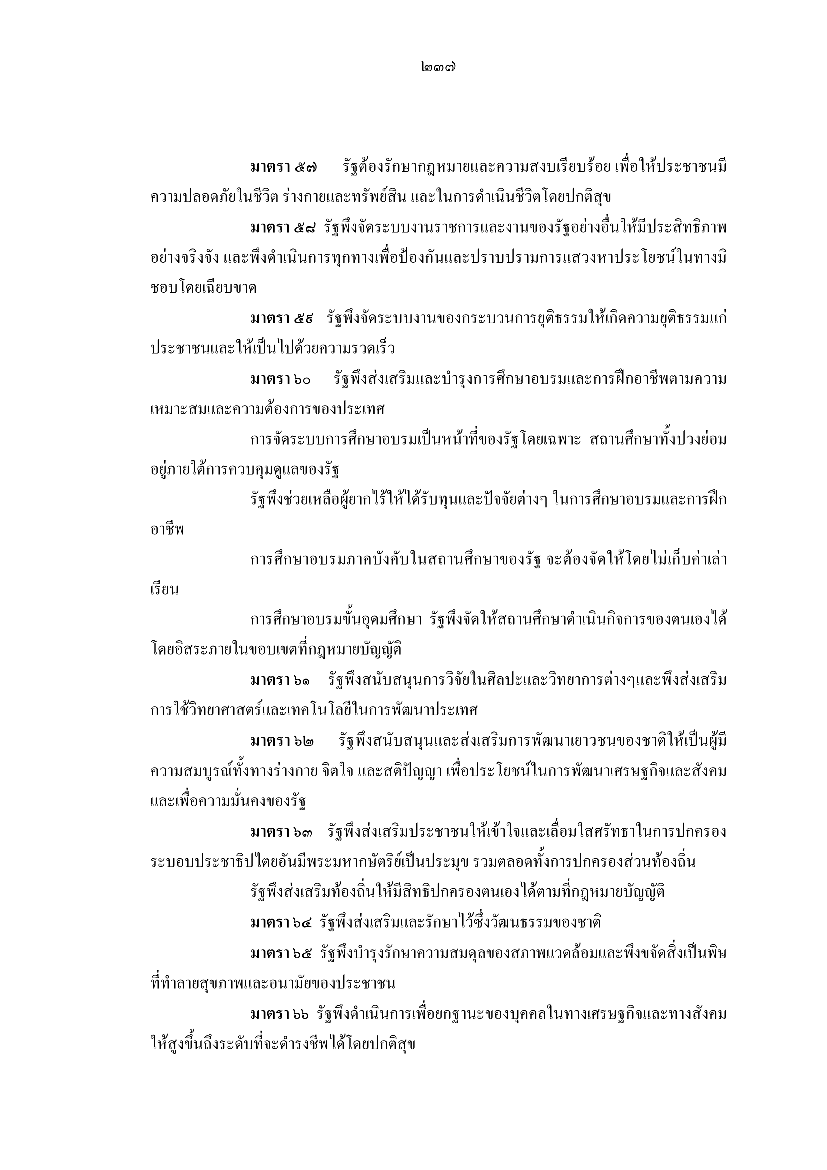 ๒๓๗
มาตรา ๕๗ รัฐต้องรักษากฎหมายและความสงบเรียบร้อย เพื่อให้ประชาชนมี
ความปลอดภัยในชีวิต ร่างกายและทรัพย์สิน และในการดำเนินชีวิตโดยปกติสุข
มาตรา ๕๘ รัฐพึงจัดระบบงานราชการและงานของรัฐอย่างอื่นให้มีประสิทธิภาพ
อย่างจริงจัง และพึงดำเนินการทุกทางเพื่อป้องกันและปราบปรามการแสวงหาประโยชน์ในทางมิ
ชอบโดยเฉียบขาด
มาตรา ๕๙ รัฐพึงจัดระบบงานของกระบวนการยุติธรรมให้เกิดความยุติธรรมแก่
ประชาชนและให้เป็นไปด้วยความรวดเร็ว
มาตรา ๖๐ รัฐพึงส่งเสริมและบำรุงการศึกษาอบรมและการฝึกอาชีพตามความ
เหมาะสมและความต้องการของประเทศ
การจัดระบบการศึกษาอบรมเป็นหน้าที่ของรัฐโดยเฉพาะ สถานศึกษาทั้งปวงย่อม
อยู่ภายใต้การควบคุมดูแลของรัฐ
รัฐพึงช่วยเหลือผู้ยากไร้ให้ได้รับทุนและปัจจัยต่างๆ ในการศึกษาอบรมและการฝึก
อาชีพ
การศึกษาอบรมภาคบังคับในสถานศึกษาของรัฐ จะต้องจัดให้โดยไม่เก็บค่าเล่า
เรียน
การศึกษาอบรมขั้นอุดมศึกษา รัฐพึงจัดให้สถานศึกษาดำเนินกิจการของตนเองได้
โดยอิสระภายในขอบเขตที่กฎหมายบัญญัติ
มาตรา ๖๑ รัฐพึงสนับสนุนการวิจัยในศิลปะและวิทยาการต่างๆและพึงส่งเสริม
การใช้วิทยาศาสตร์และเทคโนโลยีในการพัฒนาประเทศ
มาตรา ๖๒ รัฐพึงสนับสนุนและส่งเสริมการพัฒนาเยาวชนของชาติให้เป็นผู้มี
ความสมบูรณ์ทั้งทางร่างกาย จิตใจ และสติปัญญา เพื่อประโยชน์ในการพัฒนาเศรษฐกิจและสังคม
และเพื่อความมั่นคงของรัฐ
มาตรา ๖๓ รัฐพึงส่งเสริมประชาชนให้เข้าใจและเลื่อมใสศรัทธาในการปกครอง
ระบอบประชาธิปไตยอันมีพระมหากษัตริย์เป็นประมุข รวมตลอดทั้งการปกครองส่วนท้องถิ่น
รัฐพึงส่งเสริมท้องถิ่นให้มีสิทธิปกครองตนเองได้ตามที่กฎหมายบัญญัติ
มาตรา ๖๔ รัฐพึงส่งเสริมและรักษาไว้ซึ่งวัฒนธรรมของชาติ
มาตรา ๖๕ รัฐพึงบำรุงรักษาความสมดุลของสภาพแวดล้อมและพึงขจัดสิ่งเป็นพิษ
ที่ทำลายสุขภาพและอนามัยของประชาชน
มาตรา ๖๖ รัฐพึงดำเนินการเพื่อยกฐานะของบุคคลในทางเศรษฐกิจและทางสังคม
ให้สูงขึ้นถึงระดับที่จะดำรงชีพได้โดยปกติสุข